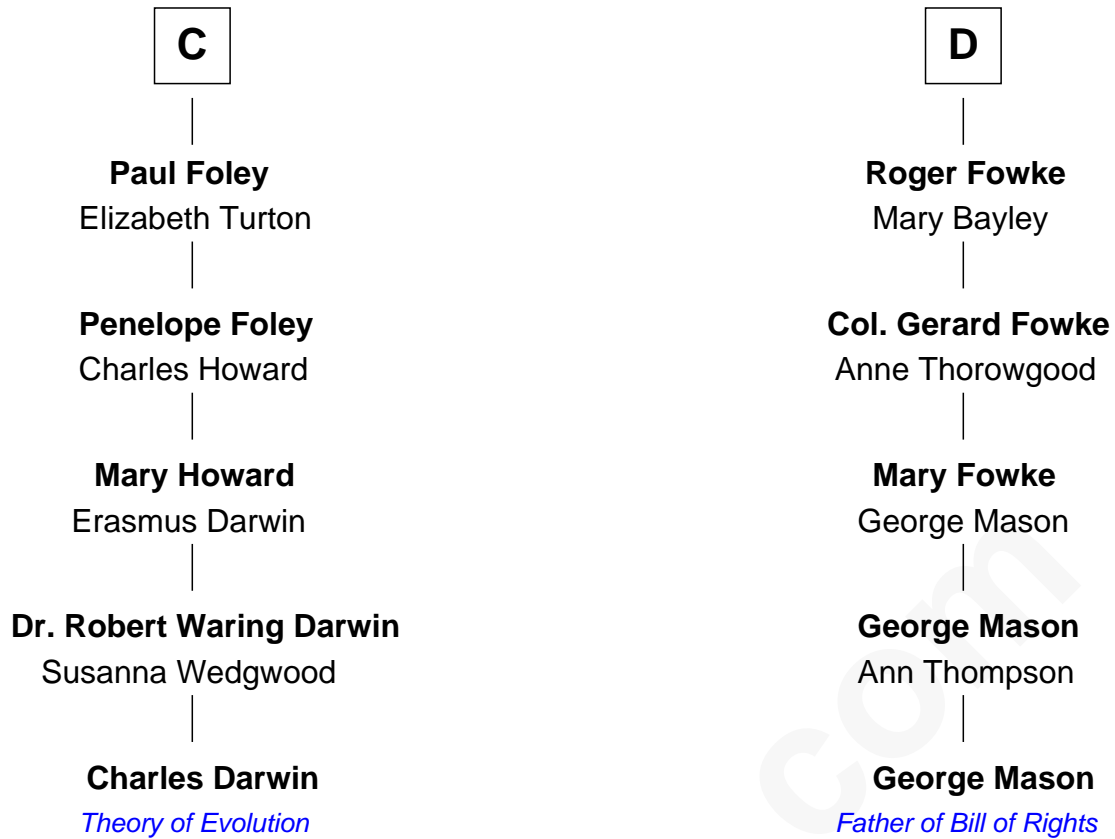 C
Paul Foley
Elizabeth Turton
Penelope Foley
Charles Howard
Mary Howard
Erasmus Darwin
Dr. Robert Waring Darwin
Susanna Wedgwood
Charles Darwin
Theory of Evolution
D
Roger Fowke
Mary Bayley
Col. Gerard Fowke
Anne Thorowgood
Mary Fowke
George Mason
George Mason
Ann Thompson
George Mason
Father of Bill of Rights
com